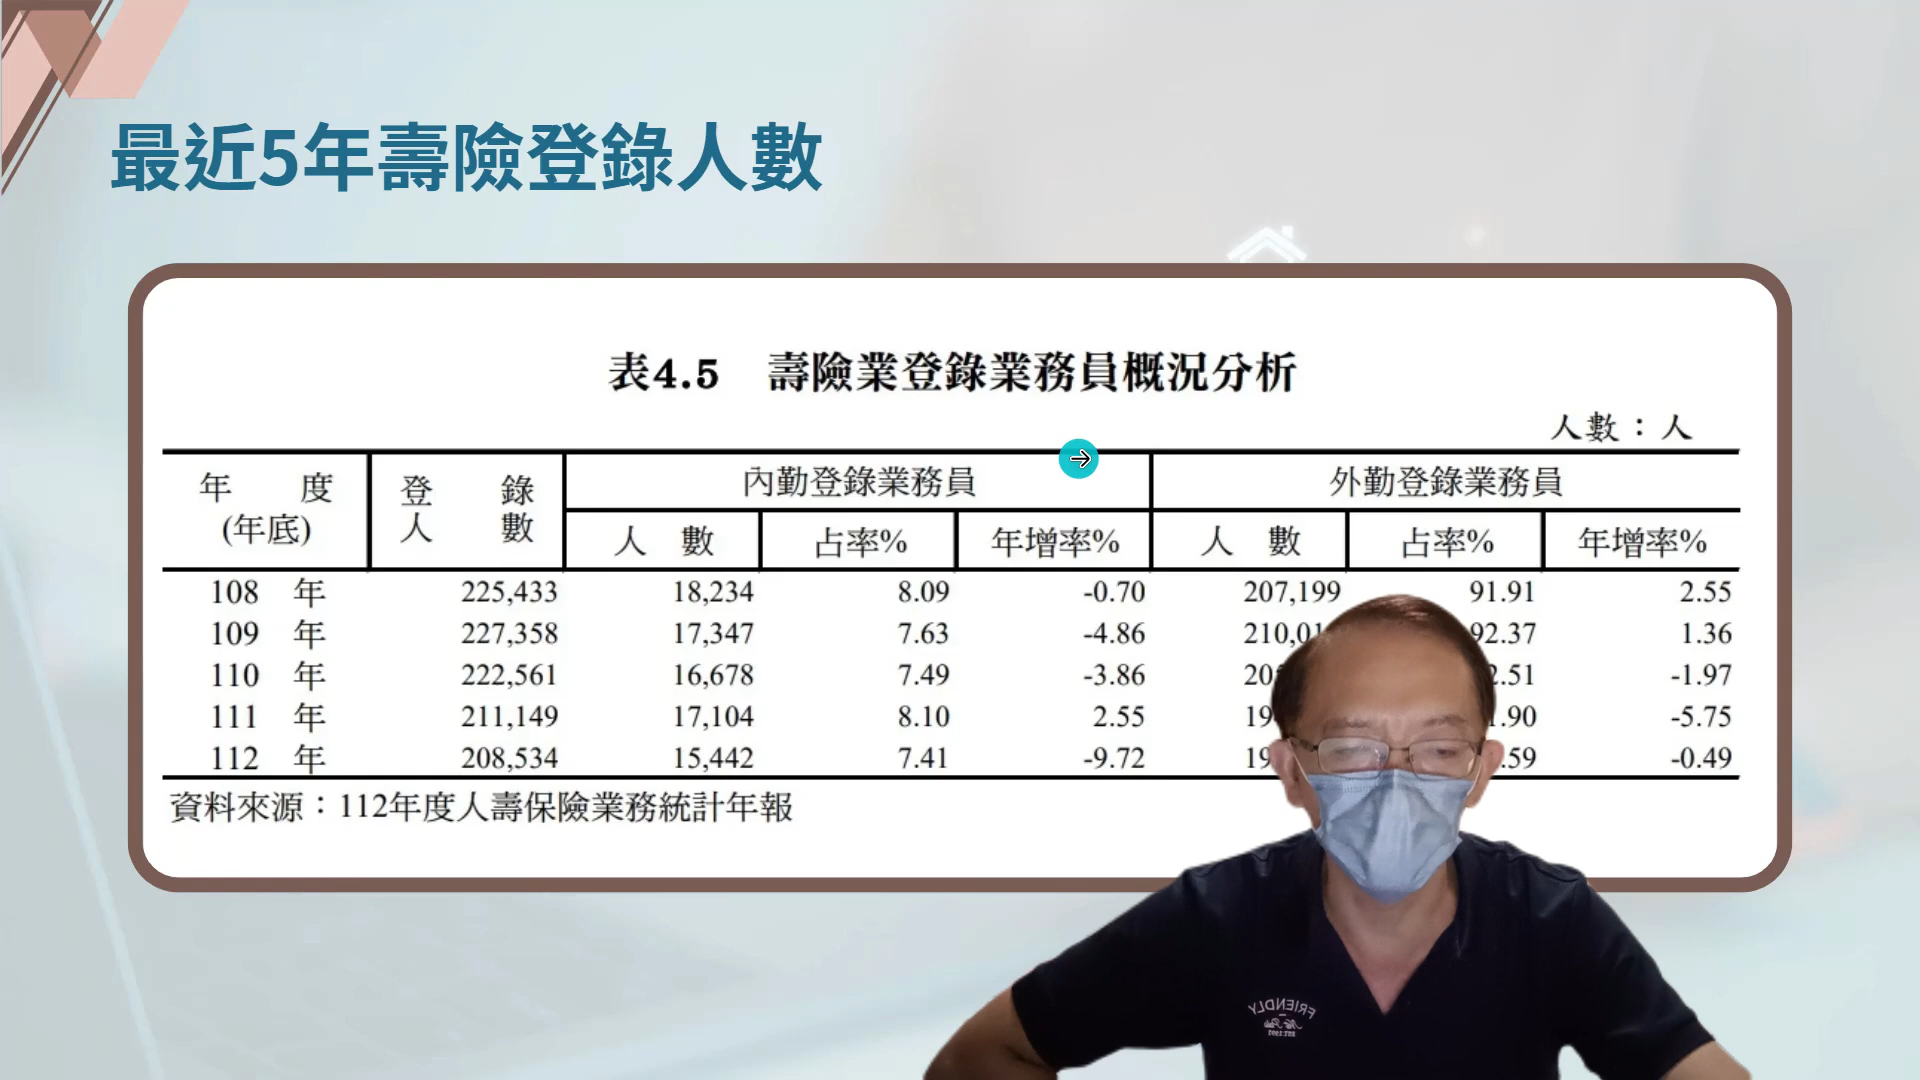 最近5年壽險登錄人數
表4.5 壽險業登錄業務員概況分析
人數：人
年 度 (年底) 登錄人數 內勤登錄業務員 外勤登錄業務員
人 數 占率% 年增率% 人 數 占率% 年增率%
108 年 225,433 18,234 8.09 -0.70 207,199 91.91 2.55
109 年 227,358 17,347 7.63 -4.86 92.37 1.36
110 年 222,561 16,678 7.49 -3.86 -1.97
111 年 211,149 17,104 8.10 2.55 -5.75
112 年 208,534 15,442 7.41 -9.72 -0.49
資料來源：112年度人壽保險業務統計年報
FRIENDLY